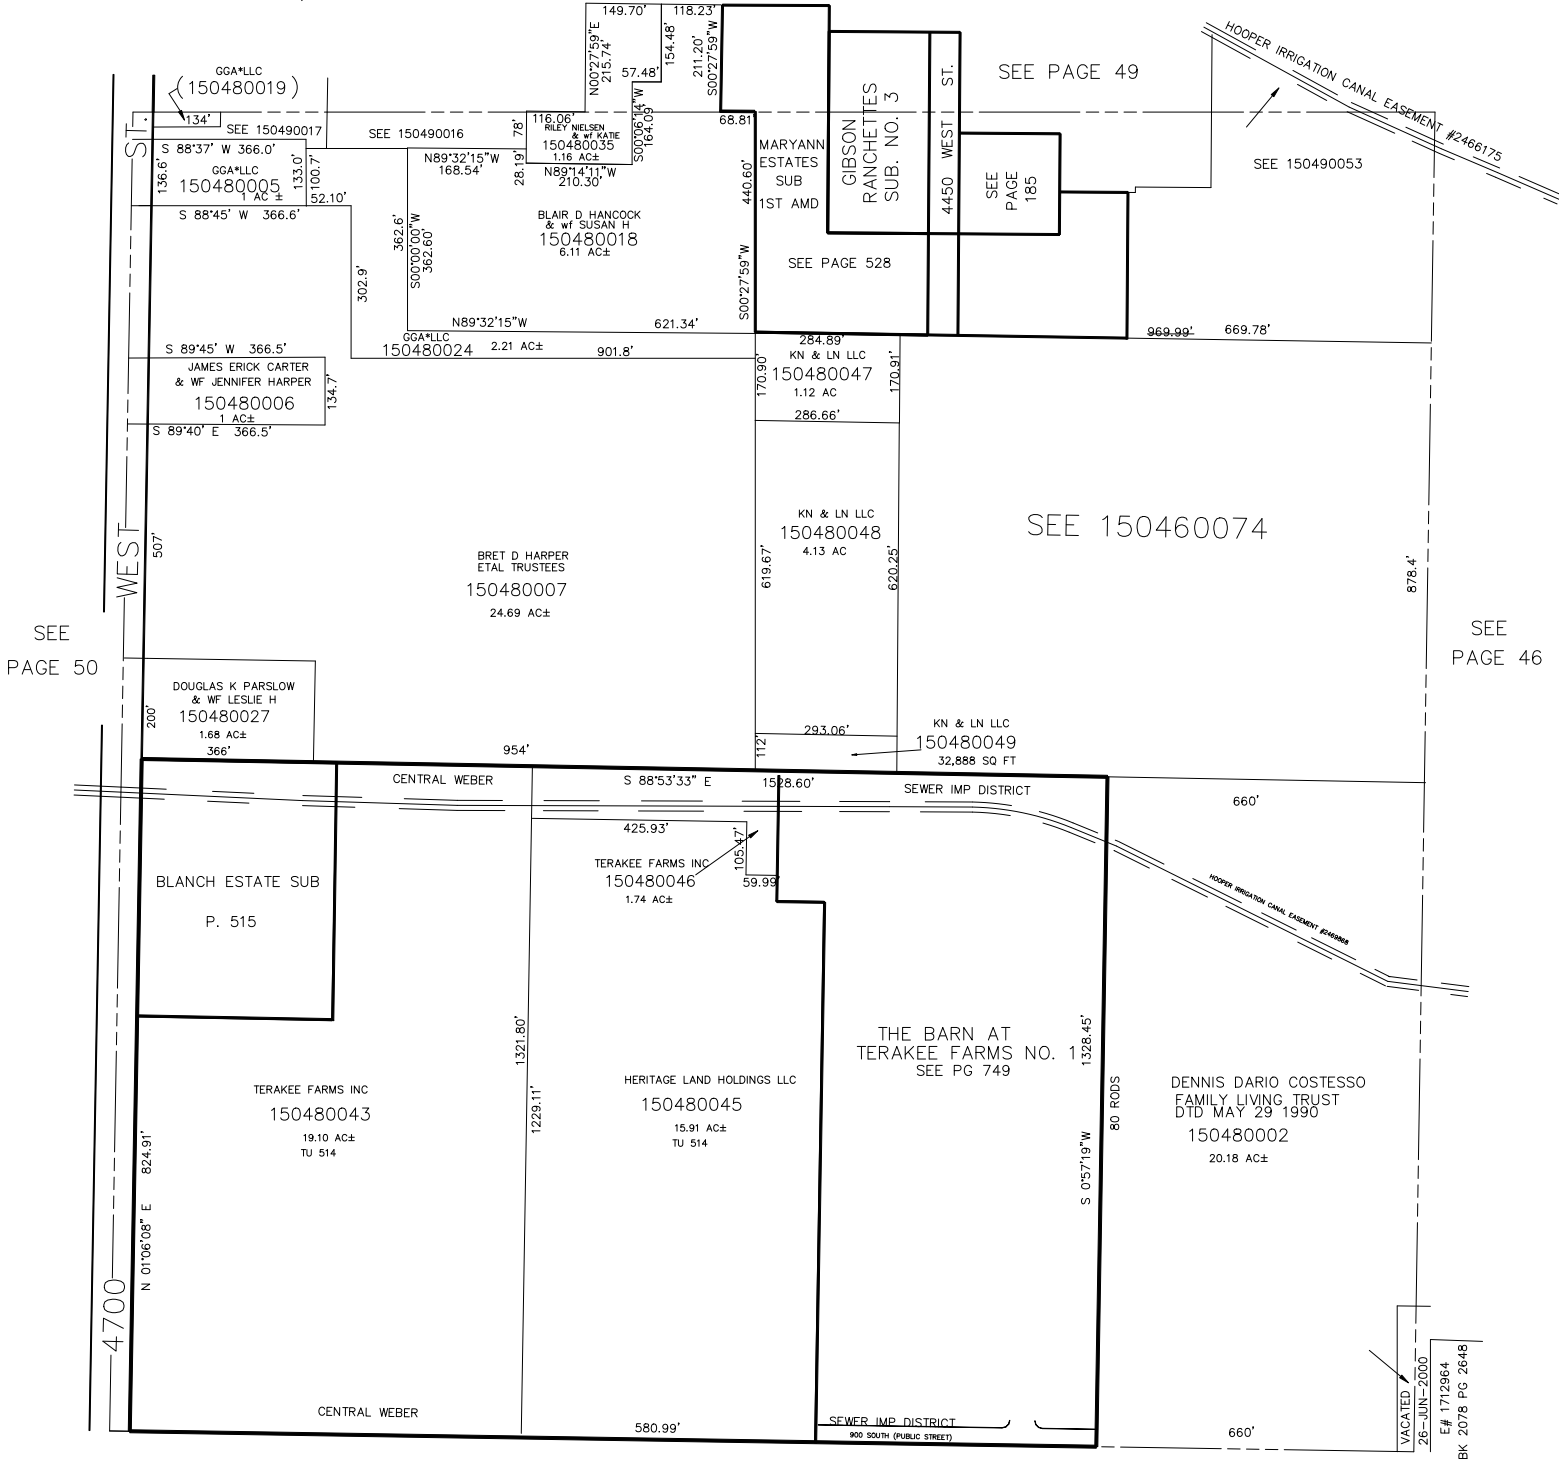 149.70'
118.23'
N00°27'59"E
215.74'
154.48'
211.20'
S00°27'59"W
57.48'
S00°06'14"W
164.09'
HOOPER IRRIGATION CANAL EASEMENT #2466175
SEE PAGE 49
GGA*LLC
(150480019)
134'
SEE 150490017
SEE 150490016
116.06'
78'
RILEY NIELSEN
& wf KATIE
150480035
1.16 AC±
N89°14'11"W
210.30'
28.19'
68.81'
MARYANN
ESTATES
SUB
1ST AMD
GIBSON
RANCHETTES
SUB. NO. 3
4450 WEST ST.
SEE
PAGE
185
SEE 150490053
ST.
S 88°37' W 366.0'
136.6'
GGA*LLC
150480005
1 AC ±
133.0'
100.7'
52.10'
S 88°45' W 366.6'
N89°32'15"W
168.54'
BLAIR D HANCOCK
& wf SUSAN H
150480018
6.11 AC±
362.6'
S00°00'00"W
362.60'
302.9'
440.60'
S00°27'59"W
SEE PAGE 528
N89°32'15"W
621.34'
GGA*LLC
150480024
2.21 AC±
901.8'
969.99'
669.78'
S 89°45' W 366.5'
JAMES ERICK CARTER
& WF JENNIFER HARPER
150480006
1 AC±
134.7'
S 89°40' E 366.5'
284.89'
KN & LN LLC
150480047
1.12 AC
170.90'
170.91'
286.66'
KN & LN LLC
150480048
4.13 AC
619.67'
620.25'
SEE 150460074
878.4'
WEST
507'
BRET D HARPER
ETAL TRUSTEES
150480007
24.69 AC±
SEE
PAGE 50
SEE
PAGE 46
DOUGLAS K PARSLOW
& WF LESLIE H
150480027
1.68 AC±
200'
366'
954'
293.06'
112'
KN & LN LLC
150480049
32,888 SQ FT
CENTRAL WEBER
S 88°53'33" E
1528.60'
SEWER IMP DISTRICT
660'
425.93'
105.47'
TERAKEE FARMS INC
150480046
1.74 AC±
59.99'
BLANCH ESTATE SUB
P. 515
HOOPER IRRIGATION CANAL EASEMENT #2469868
1321.80'
1229.11'
THE BARN AT
TERAKEE FARMS NO. 1
SEE PG 749
1328.45'
S 0°57'19"W
80 RODS
TERAKEE FARMS INC
150480043
19.10 AC±
TU 514
HERITAGE LAND HOLDINGS LLC
150480045
15.91 AC±
TU 514
DENNIS DARIO COSTESSO
FAMILY LIVING TRUST
DTD MAY 29 1990
150480002
20.18 AC±
N 01°06'08" E 824.91'
4700
CENTRAL WEBER
580.99'
SEWER IMP DISTRICT
900 SOUTH (PUBLIC STREET)
660'
VACATED
26-JUN-2000
E# 1712964
BK 2078 PG 2648